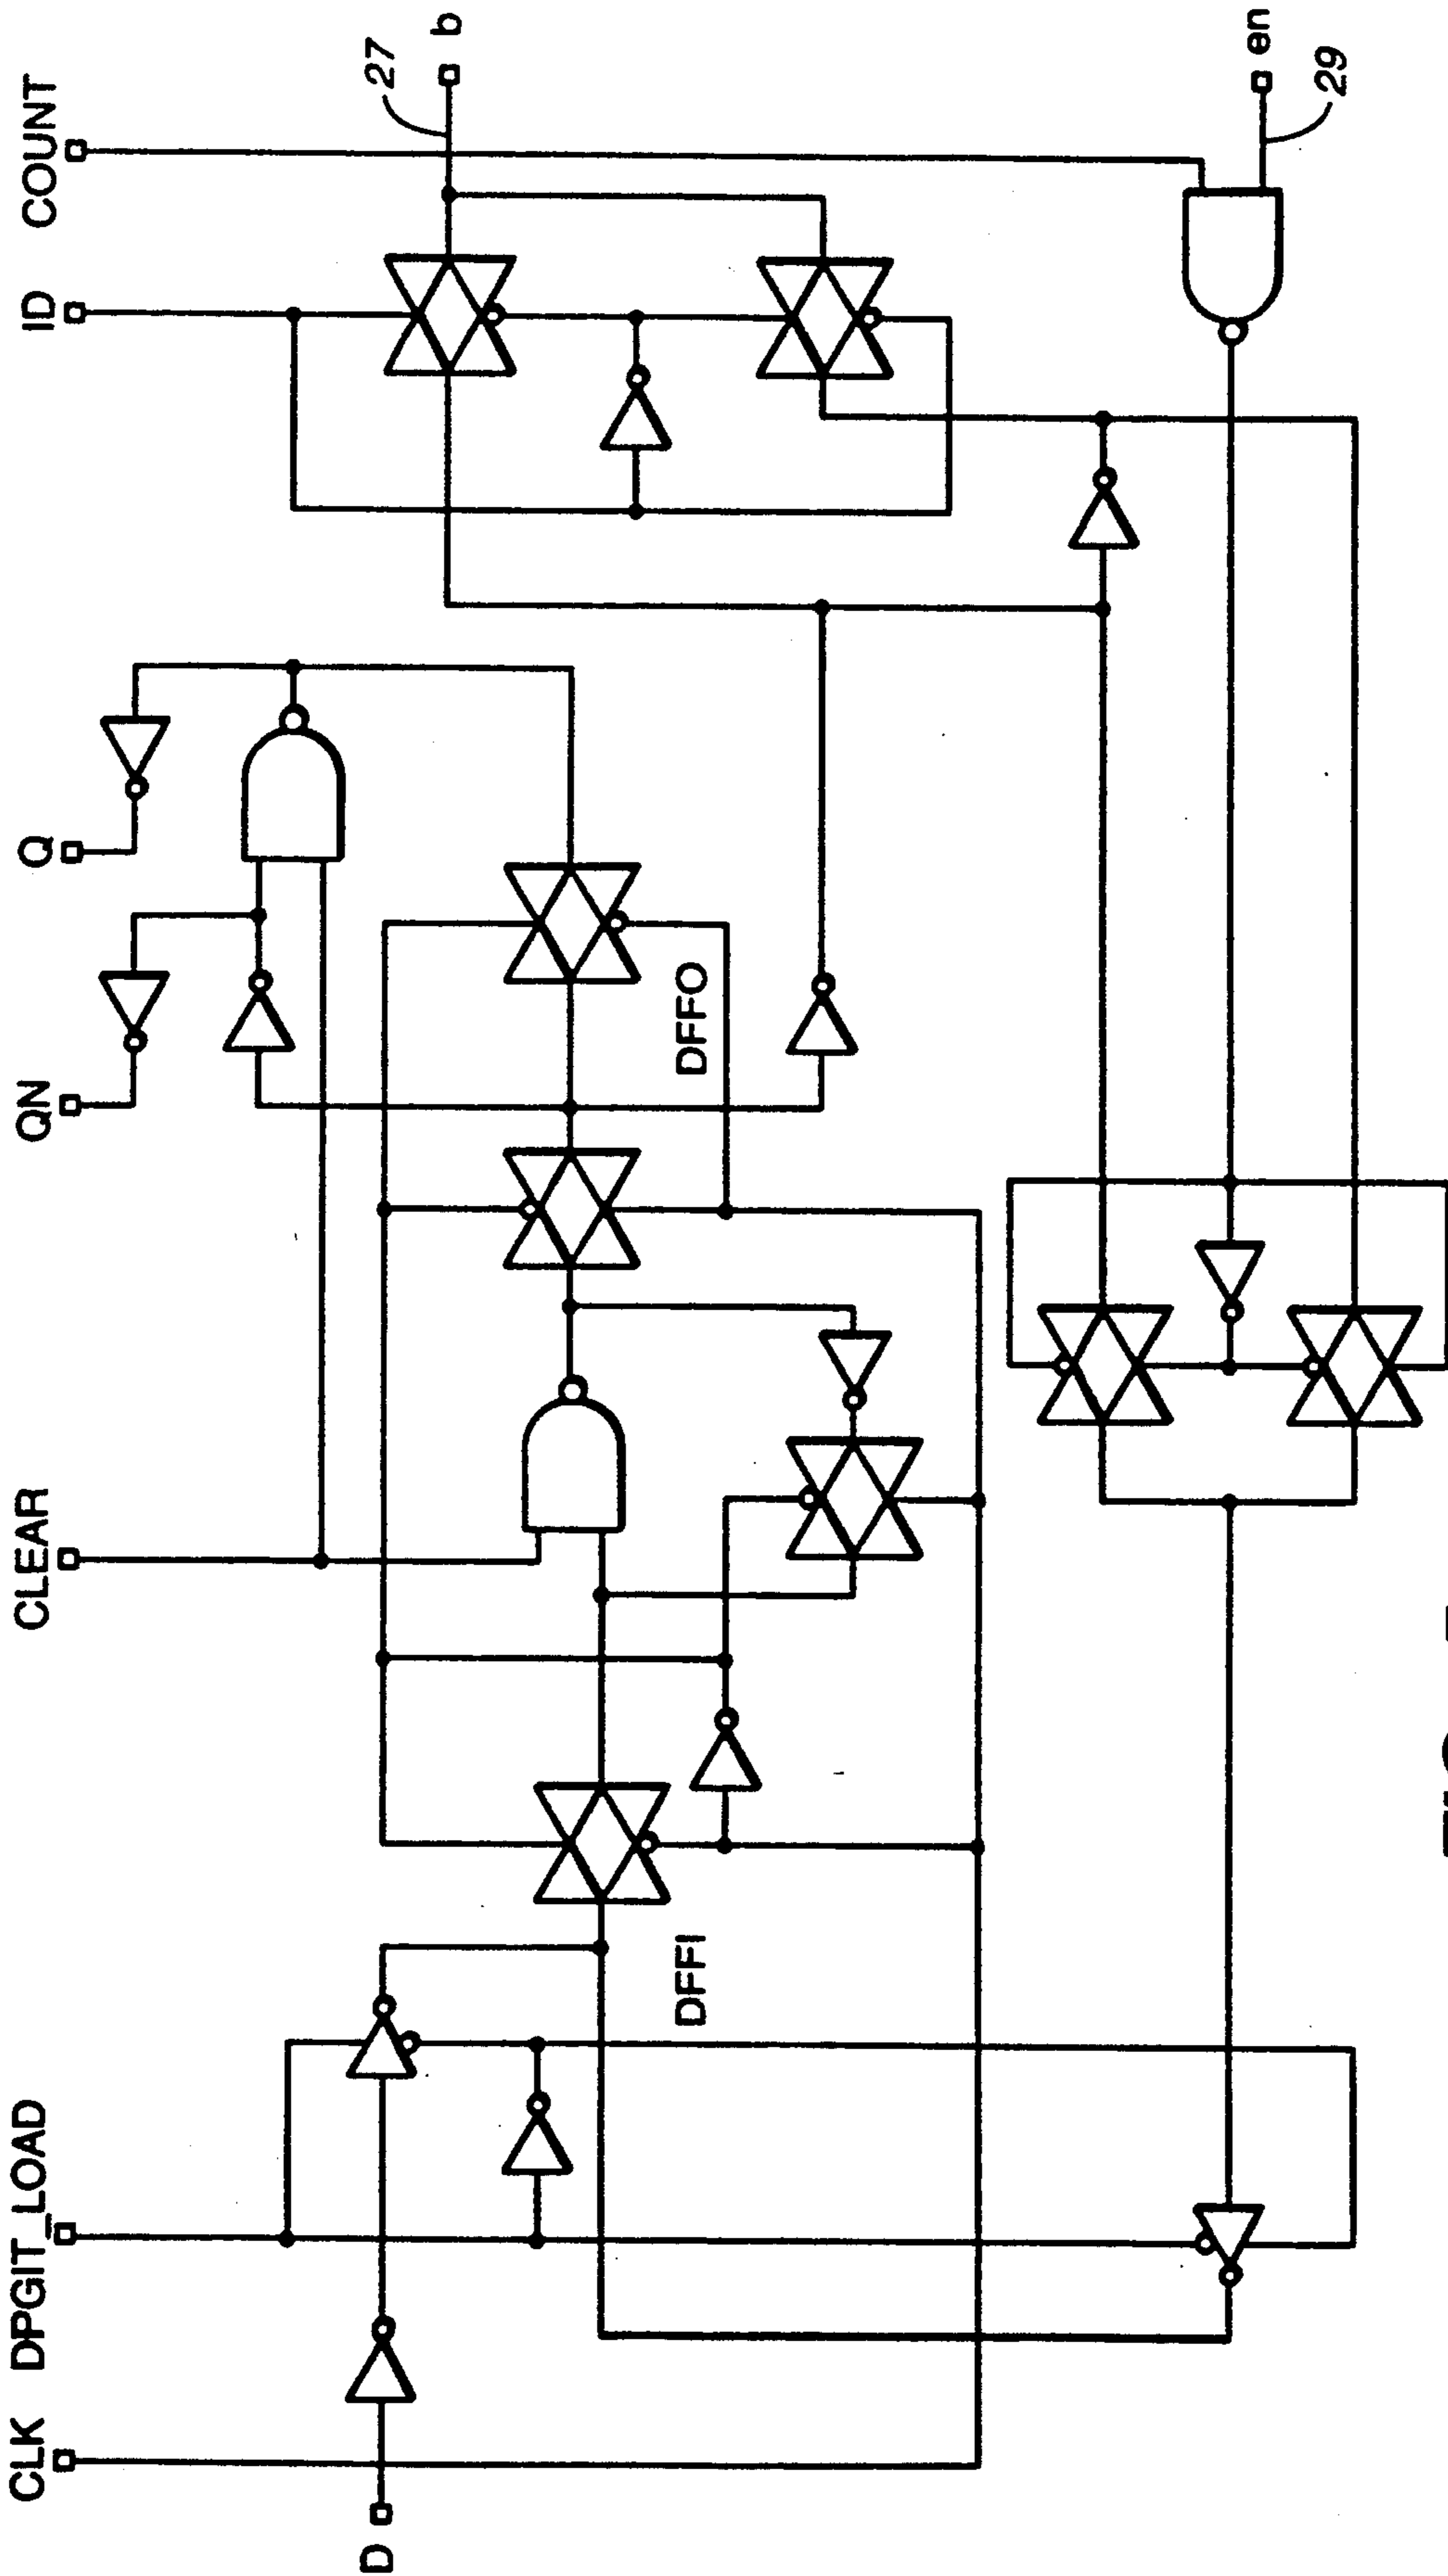 CLK
DPGIT_LOAD
CLEAR
QN
Q
ID
COUNT
D
DFFI
DFFO
27
b
en
29